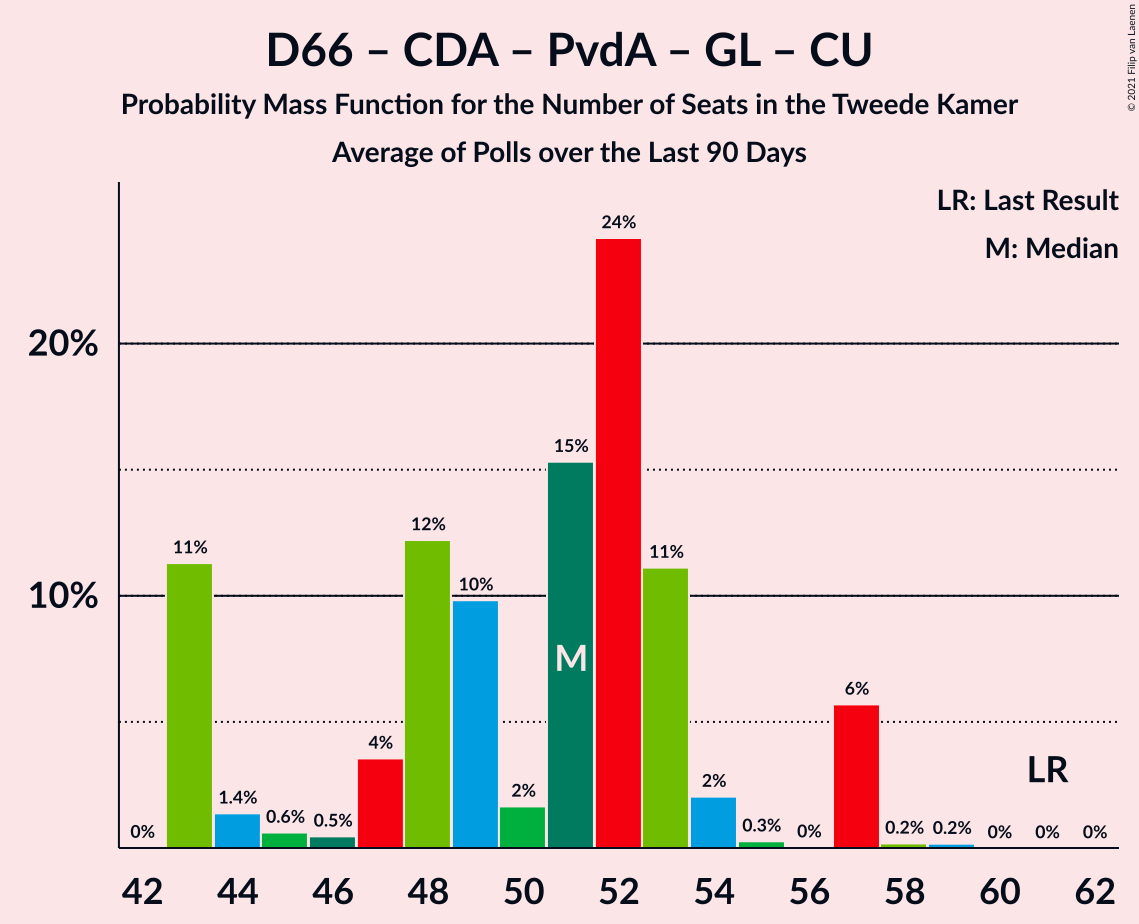 D66 – CDA – PvdA – GL – CU
Probability Mass Function for the Number of Seats in the Tweede Kamer
Average of Polls over the Last 90 Days
© 2021 Filip van Laenen
LR: Last Result
M: Median
20%
10%
0%
11%
1.4%
0.6%
0.5%
4%
12%
10%
2%
15%
24%
11%
2%
0.3%
0%
6%
0.2%
0.2%
0%
0%
0%
M
LR
42 44 46 48 50 52 54 56 58 60 62